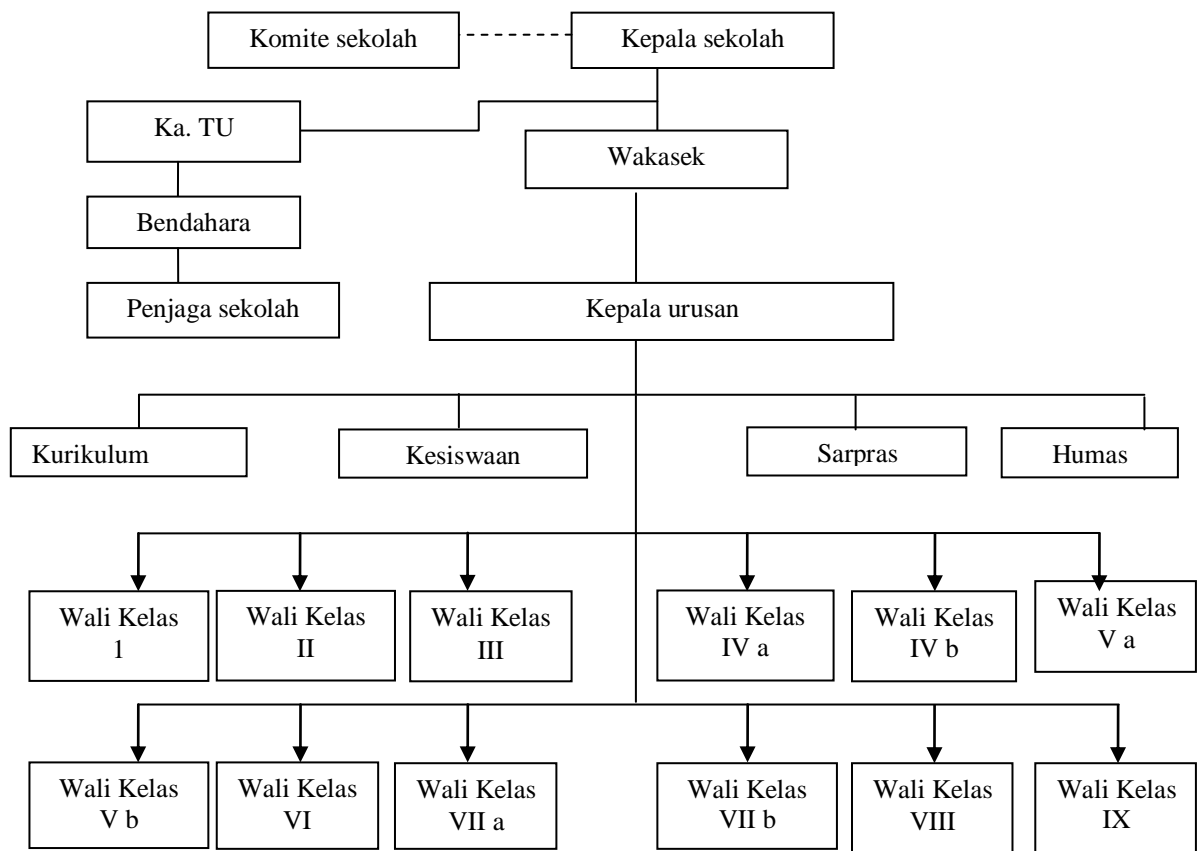 Komite sekolah
Kepala sekolah
Ka. TU
Wakasek
Bendahara
Penjaga sekolah
Kepala urusan
Kurikulum
Kesiswaan
Sarpras
Humas
Wali Kelas
1
Wali Kelas
II
Wali Kelas
III
Wali Kelas
IV a
Wali Kelas
IV b
Wali Kelas
V a
Wali Kelas
V b
Wali Kelas
VI
Wali Kelas
VII a
Wali Kelas
VII b
Wali Kelas
VIII
Wali Kelas
IX